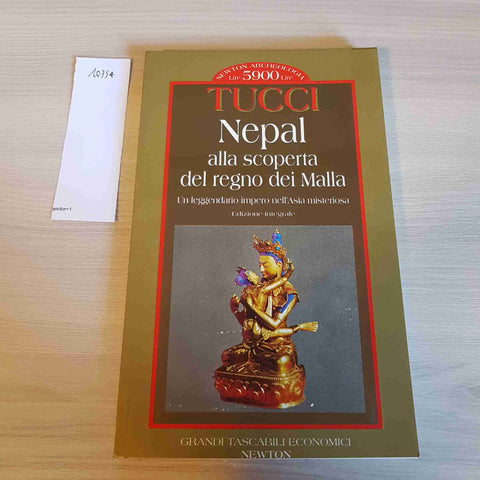 10354
NEWTON ARCHEOLOGIA
Lire 5900 Lire
TUCCI
Nepal
alla scoperta
del regno dei Malla
Un leggendario impero nell'Asia misteriosa
Edizione integrale
GRANDI TASCABILI ECONOMICI
NEWTON